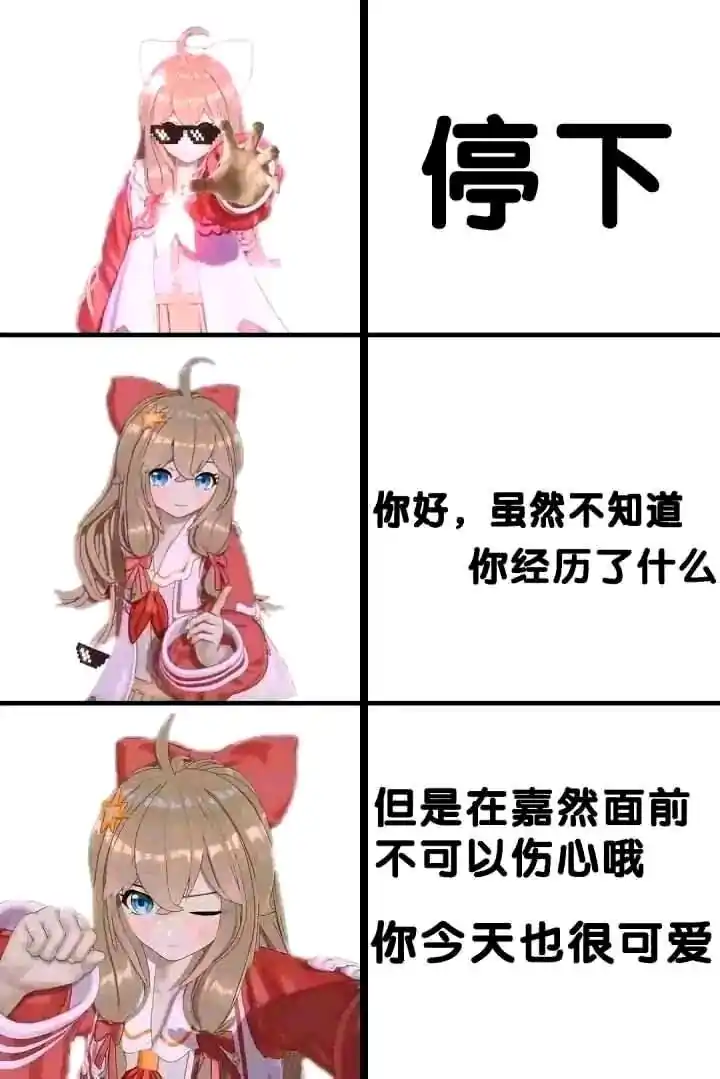 停下
你好，虽然不知道
你经历了什么
但是在嘉然面前
不可以伤心哦
你今天也很可爱